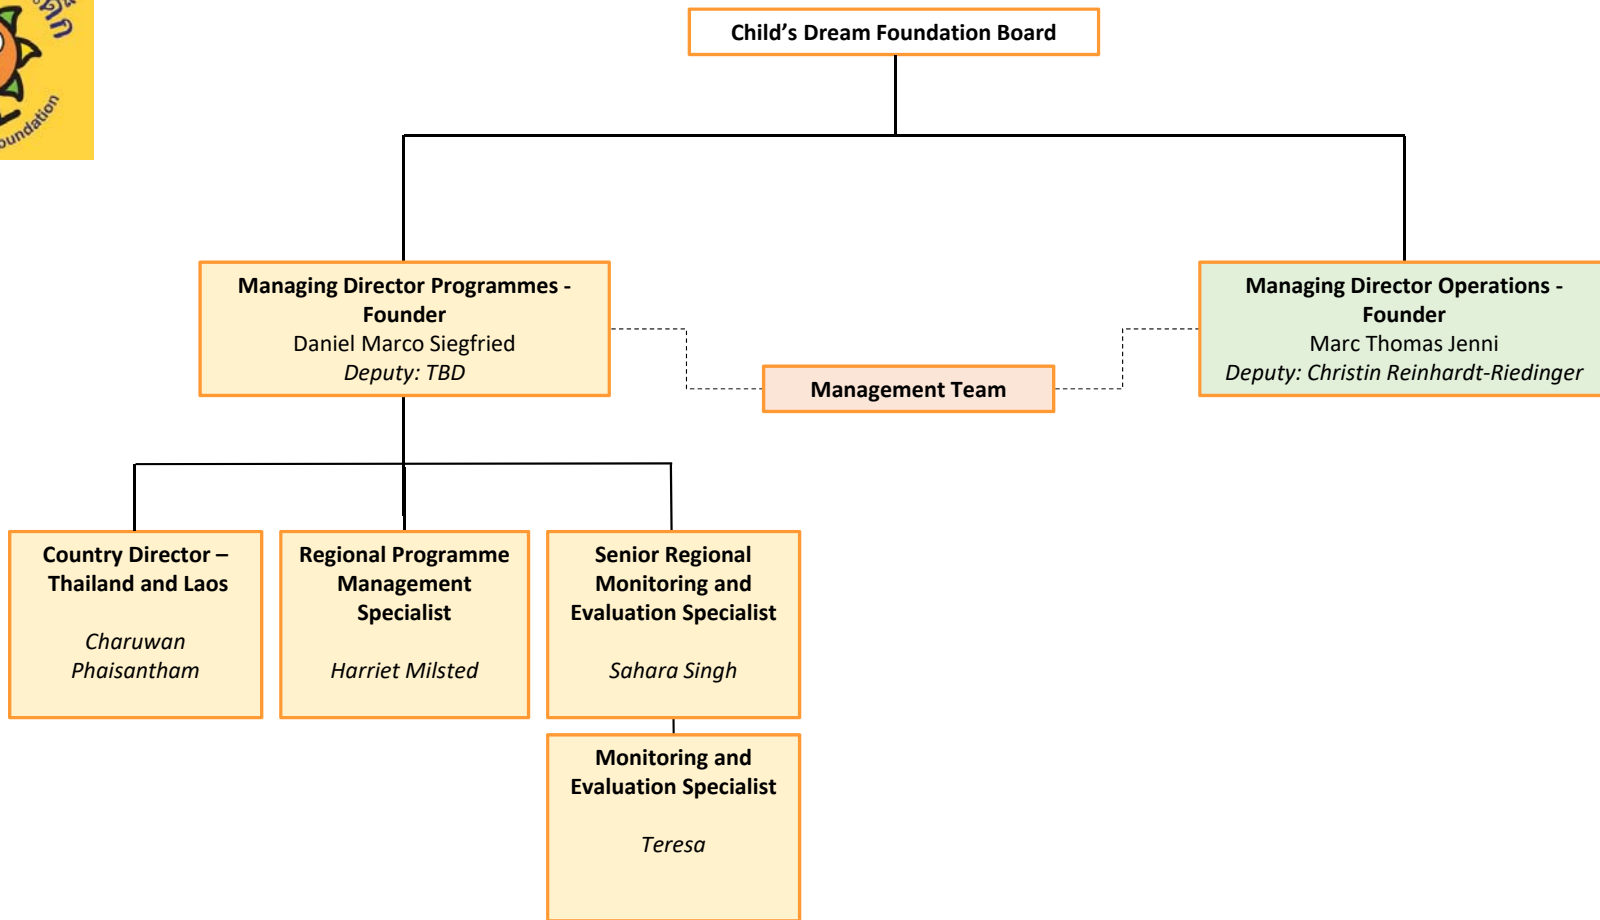 oundation
Child’s Dream Foundation Board
Managing Director Programmes -
Founder
Daniel Marco Siegfried
Deputy: TBD
Managing Director Operations -
Founder
Marc Thomas Jenni
Deputy: Christin Reinhardt-Riedinger
Management Team
Country Director –
Thailand and Laos
Charuwan
Phaisantham
Regional Programme
Management
Specialist
Harriet Milsted
Senior Regional
Monitoring and
Evaluation Specialist
Sahara Singh
Monitoring and
Evaluation Specialist
Teresa